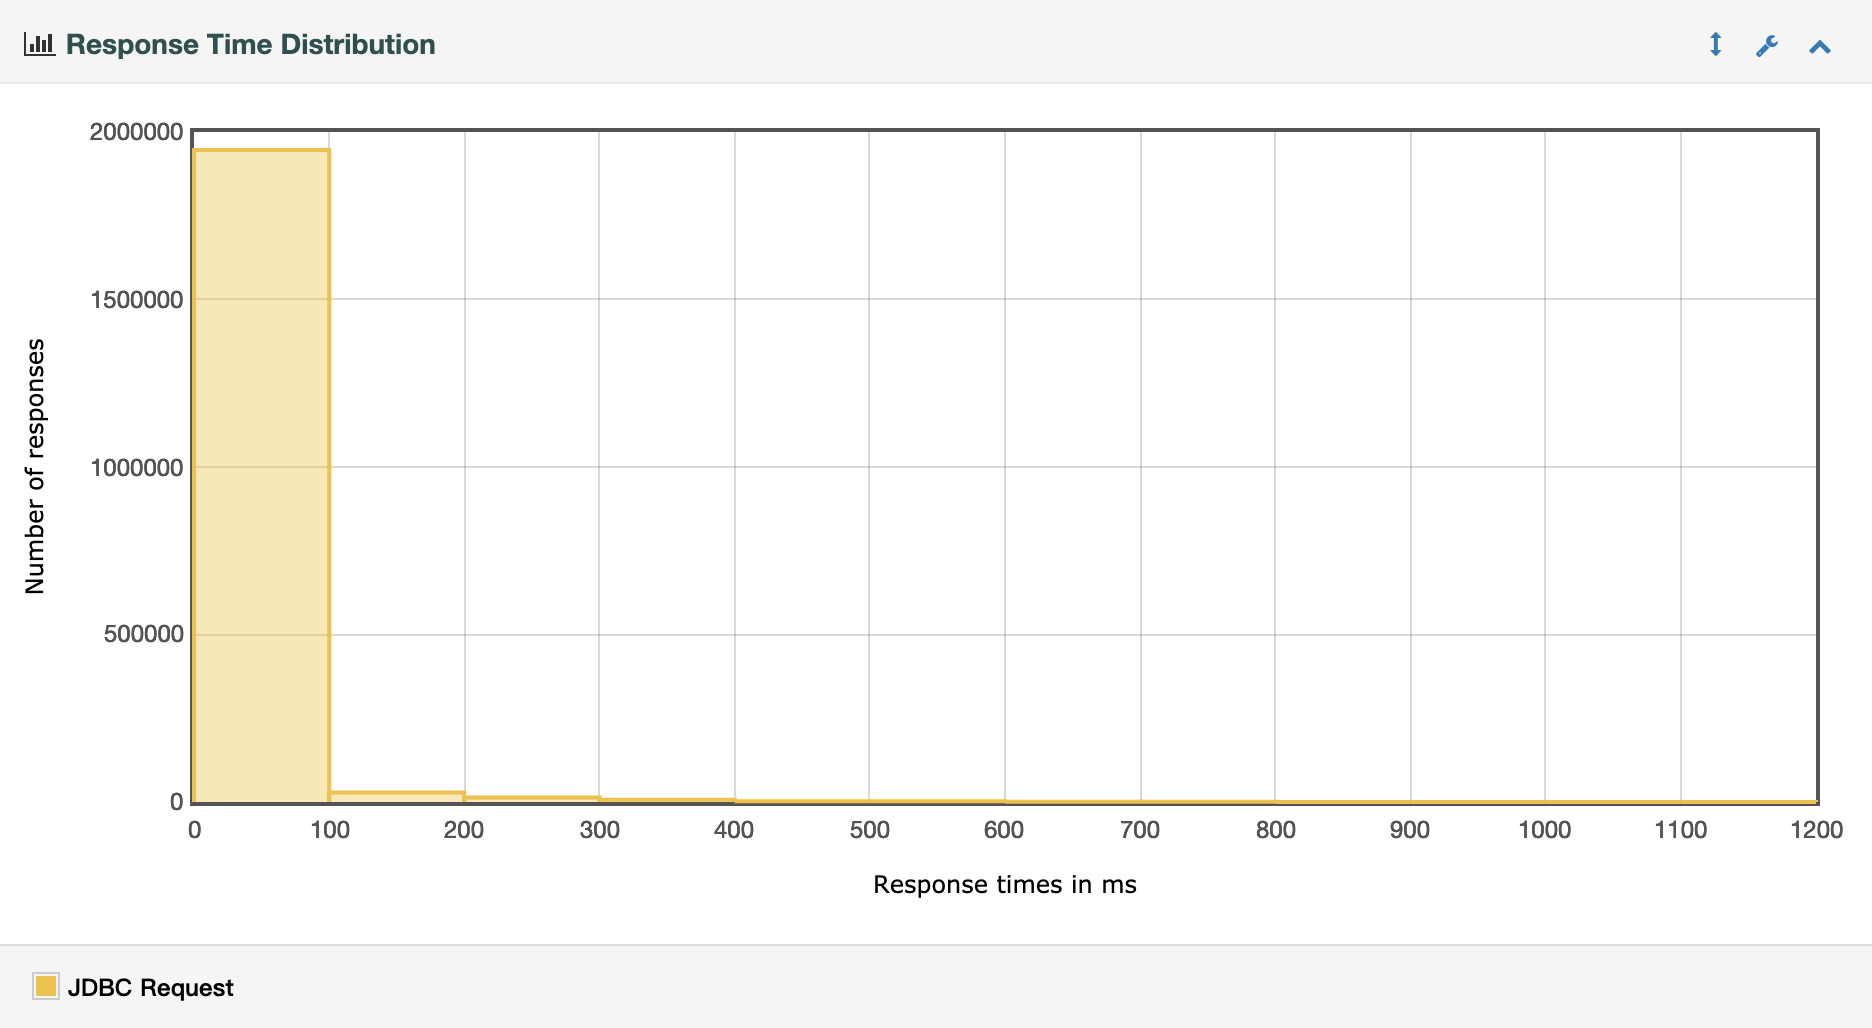 Response Time Distribution
2000000
1500000
1000000
500000
0
Number of responses
0 100 200 300 400 500 600 700 800 900 1000 1100 1200
Response times in ms
JDBC Request